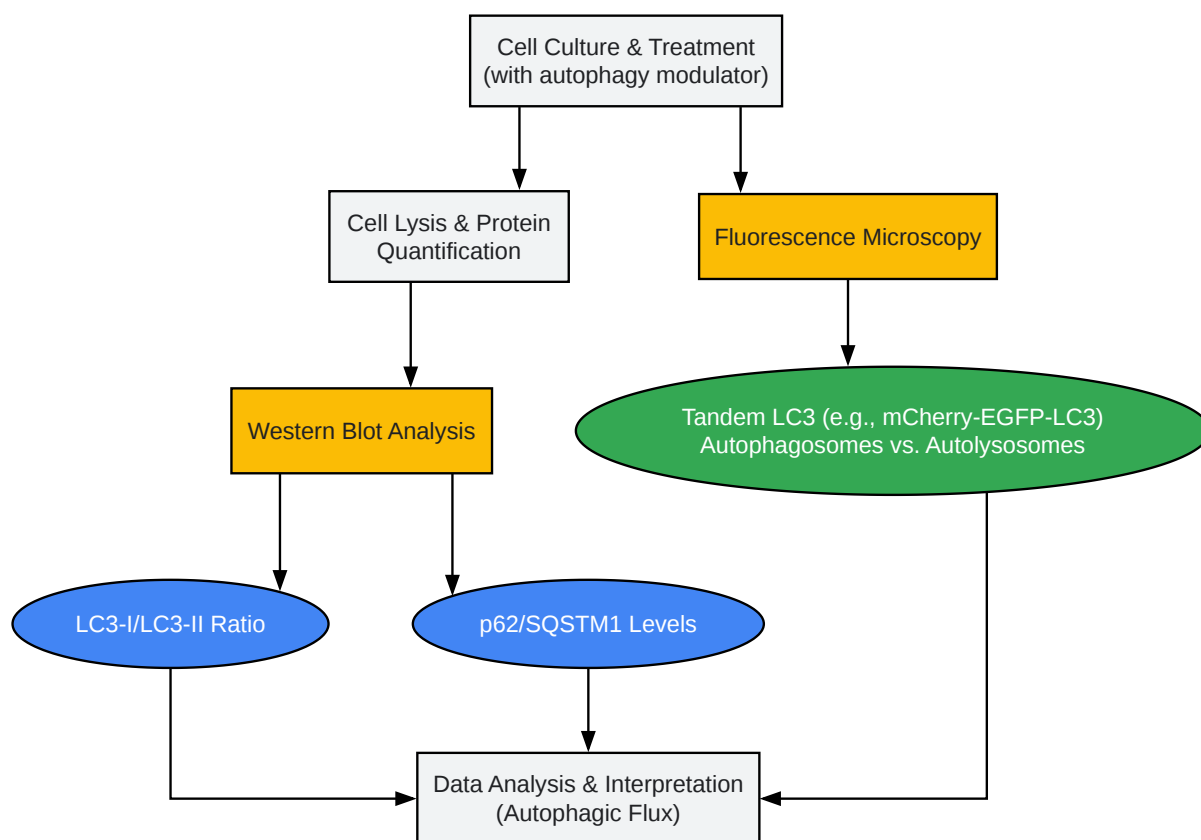 Cell Culture & Treatment
(with autophagy modulator)
Cell Lysis & Protein
Quantification
Fluorescence Microscopy
Western Blot Analysis
Tandem LC3 (e.g., mCherry-EGFP-LC3)
Autophagosomes vs. Autolysosomes
LC3-I/LC3-II Ratio
p62/SQSTM1 Levels
Data Analysis & Interpretation
(Autophagic Flux)